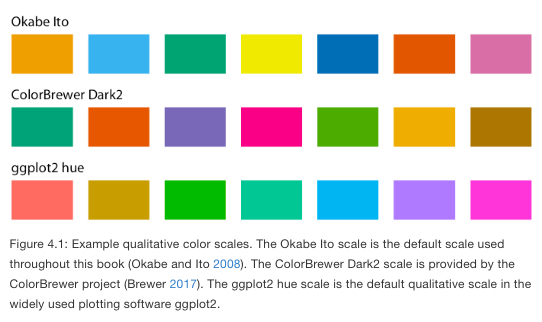 Okabe Ito
ColorBrewer Dark2
ggplot2 hue
Figure 4.1: Example qualitative color scales. The Okabe Ito scale is the default scale used
throughout this book (Okabe and Ito 2008). The ColorBrewer Dark2 scale is provided by the
ColorBrewer project (Brewer 2017). The ggplot2 hue scale is the default qualitative scale in the
widely used plotting software ggplot2.